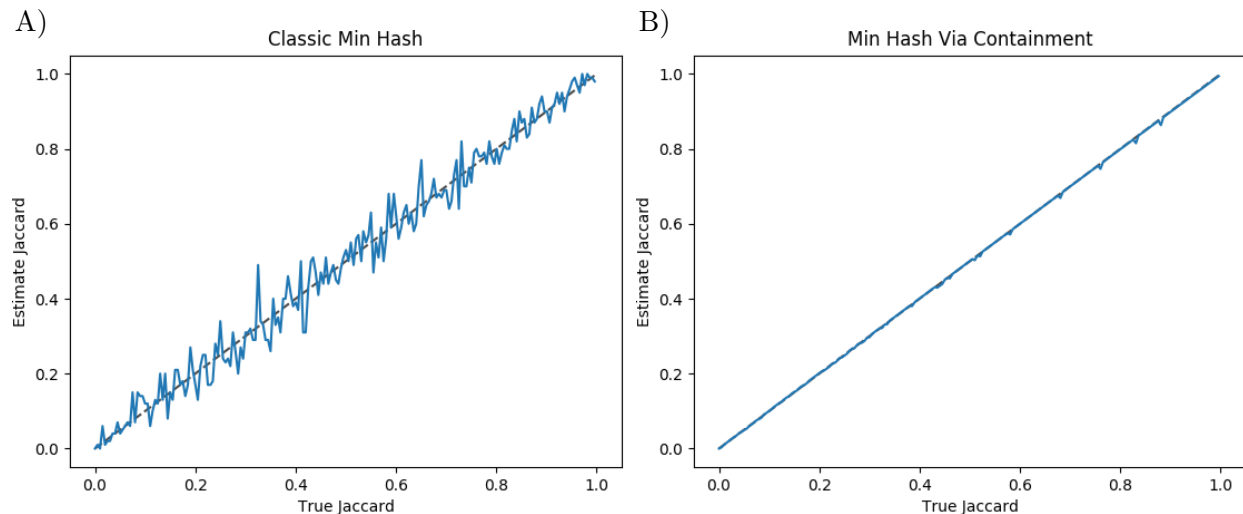 A)
Classic Min Hash
Estimate Jaccard
1.0
0.8
0.6
0.4
0.2
0.0
0.0 0.2 0.4 0.6 0.8 1.0
True Jaccard
B)
Min Hash Via Containment
Estimate Jaccard
1.0
0.8
0.6
0.4
0.2
0.0
0.0 0.2 0.4 0.6 0.8 1.0
True Jaccard